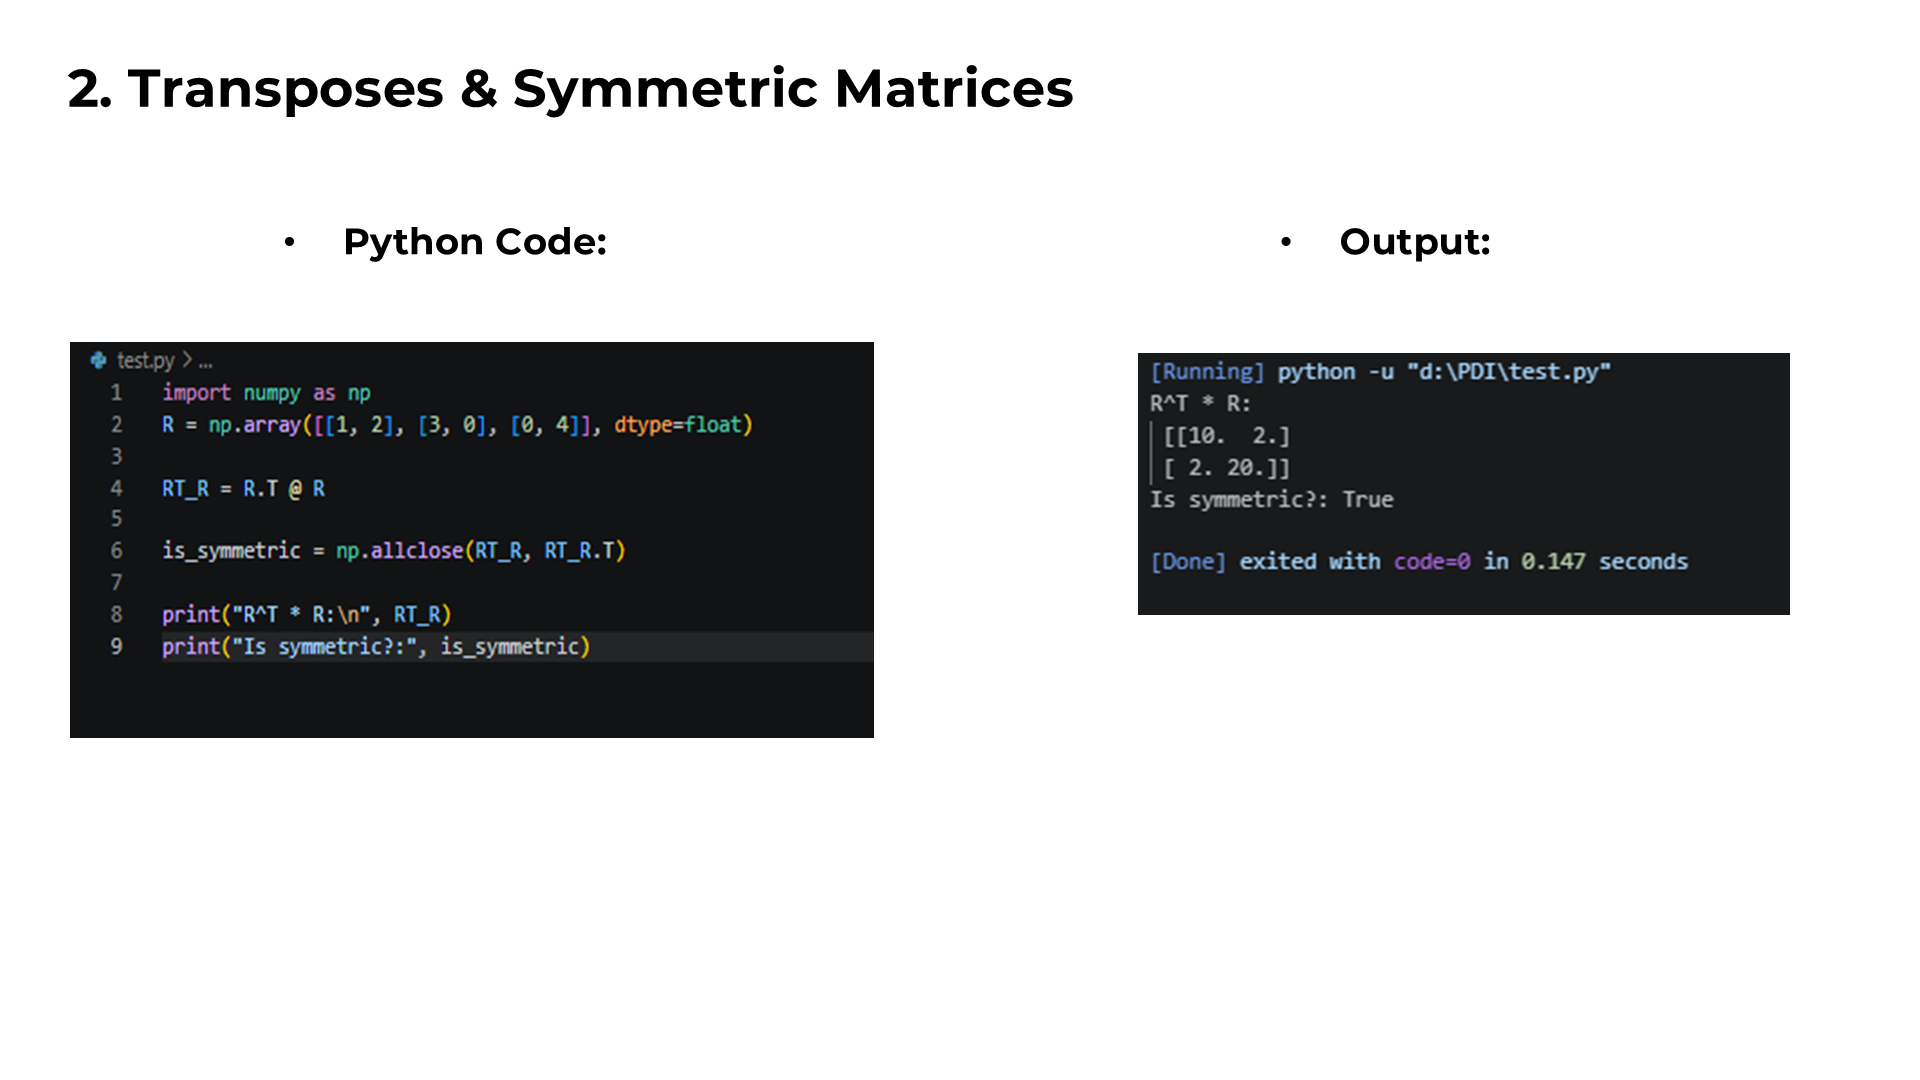 2. Transposes & Symmetric Matrices
• Python Code:
test.py > ...
1 import numpy as np
2 R = np.array([[1, 2], [3, 0], [0, 4]], dtype=float)
3
4 RT_R = R.T @ R
5
6 is_symmetric = np.allclose(RT_R, RT_R.T)
7
8 print("R^T * R:\n", RT_R)
9 print("Is symmetric?:", is_symmetric)
• Output:
[Running] python -u "d:\PDI\test.py"
R^T * R:
[[10.  2.]
[ 2. 20.]]
Is symmetric?: True
[Done] exited with code=0 in 0.147 seconds